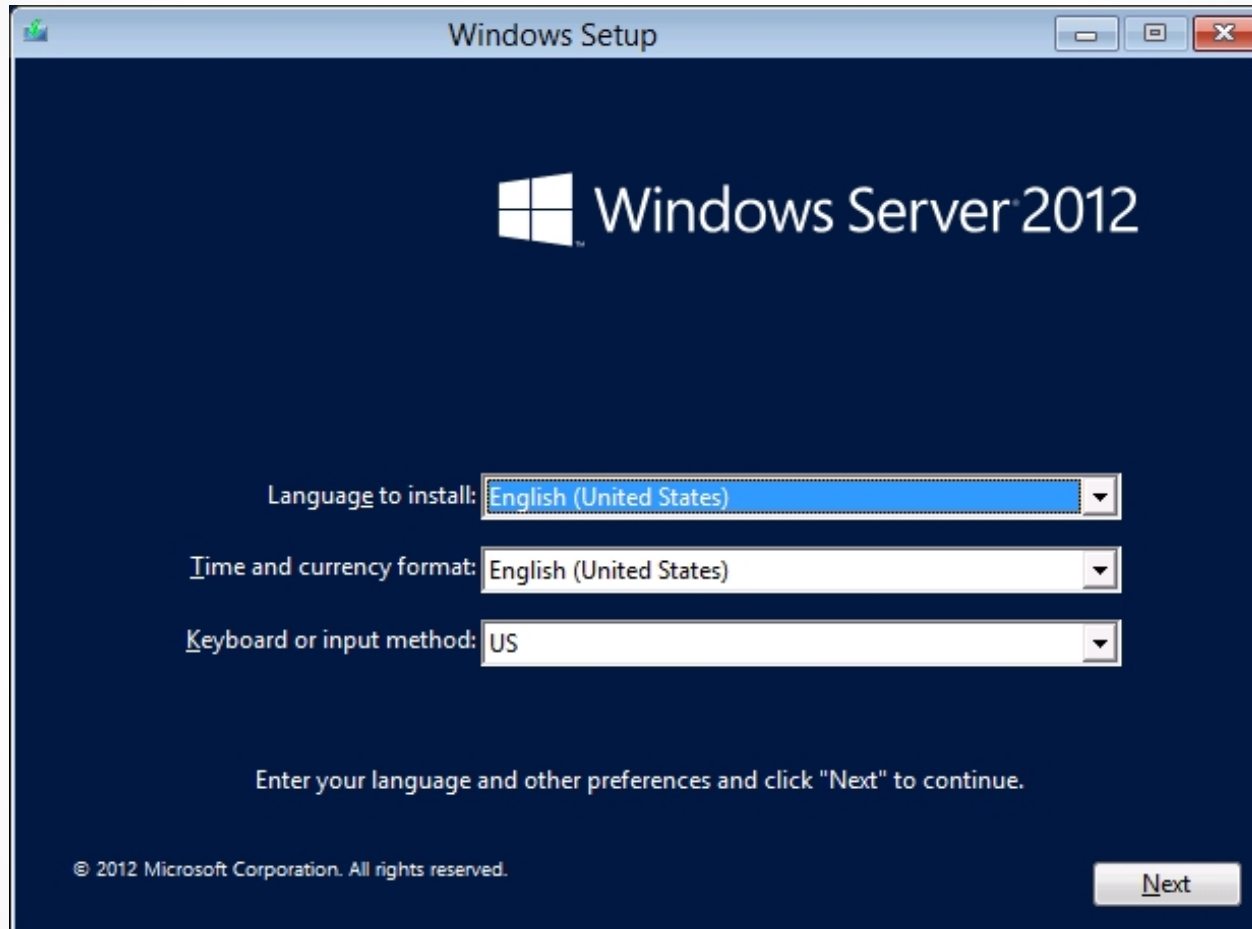 Windows Setup
Windows Server 2012
Language to install: English (United States)
Time and currency format: English (United States)
Keyboard or input method: US
Enter your language and other preferences and click "Next" to continue.
© 2012 Microsoft Corporation. All rights reserved.
Next